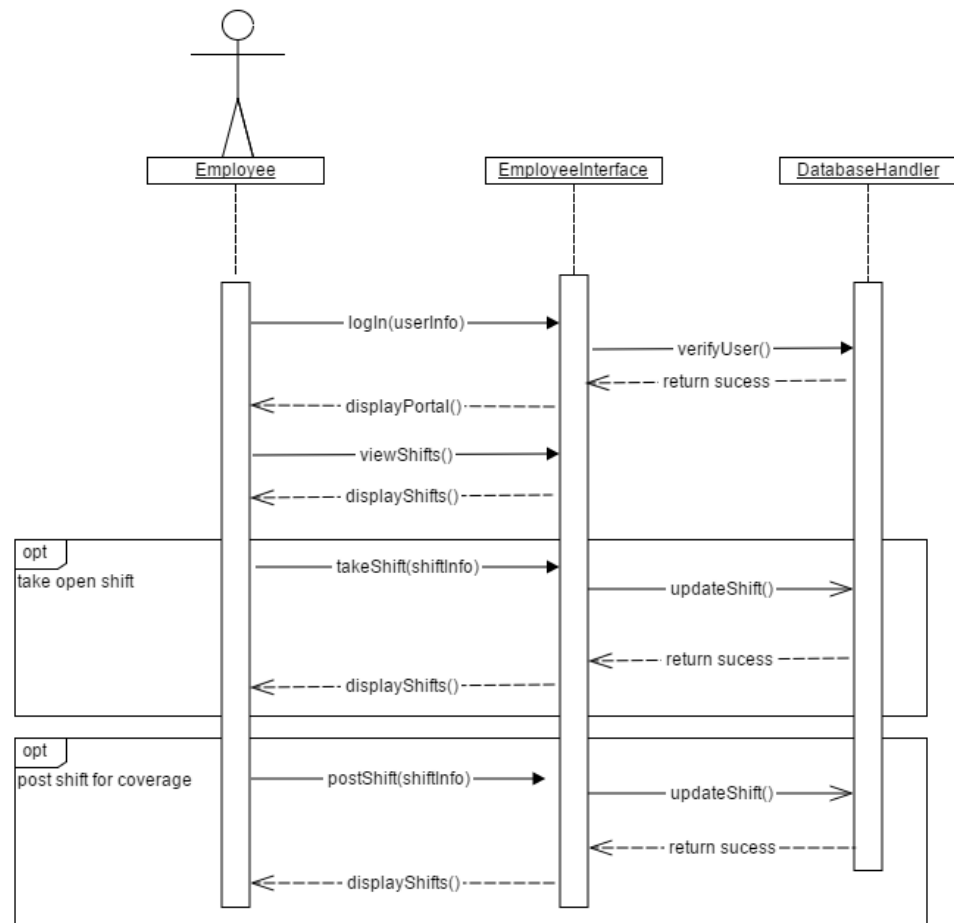 Employee
EmployeeInterface
DatabaseHandler
logIn(userInfo)
verifyUser()
return sucess
displayPortal()
viewShifts()
displayShifts()
opt
take open shift
takeShift(shiftInfo)
updateShift()
return sucess
displayShifts()
opt
post shift for coverage
postShift(shiftInfo)
updateShift()
return sucess
displayShifts()